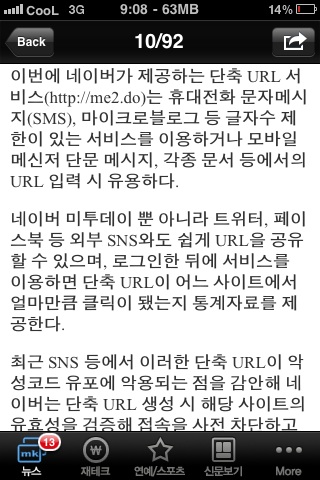 CooL 3G 9:08 - 63MB 14%
Back 10/92
이번에 네이버가 제공하는 단축 URL 서
비스(http://me2.do)는 휴대전화 문자메시
지(SMS), 마이크로블로그 등 글자수 제
한이 있는 서비스를 이용하거나 모바일
메신저 단문 메시지, 각종 문서 등에서의
URL 입력 시 유용하다.
네이버 미투데이 뿐 아니라 트위터, 페이
스북 등 외부 SNS와도 쉽게 URL을 공유
할 수 있으며, 로그인한 뒤에 서비스를
이용하면 단축 URL이 어느 사이트에서
얼마만큼 클릭이 됐는지 통계자료를 제
공한다.
최근 SNS 등에서 이러한 단축 URL이 악
성코드 유포에 악용되는 점을 감안해 네
이버는 단축 URL 생성 시 해당 사이트의
유효성을 검증해 접속을 사전 차단하고
mk 13 ₩
뉴스 재테크 연예/스포츠 신문보기 More